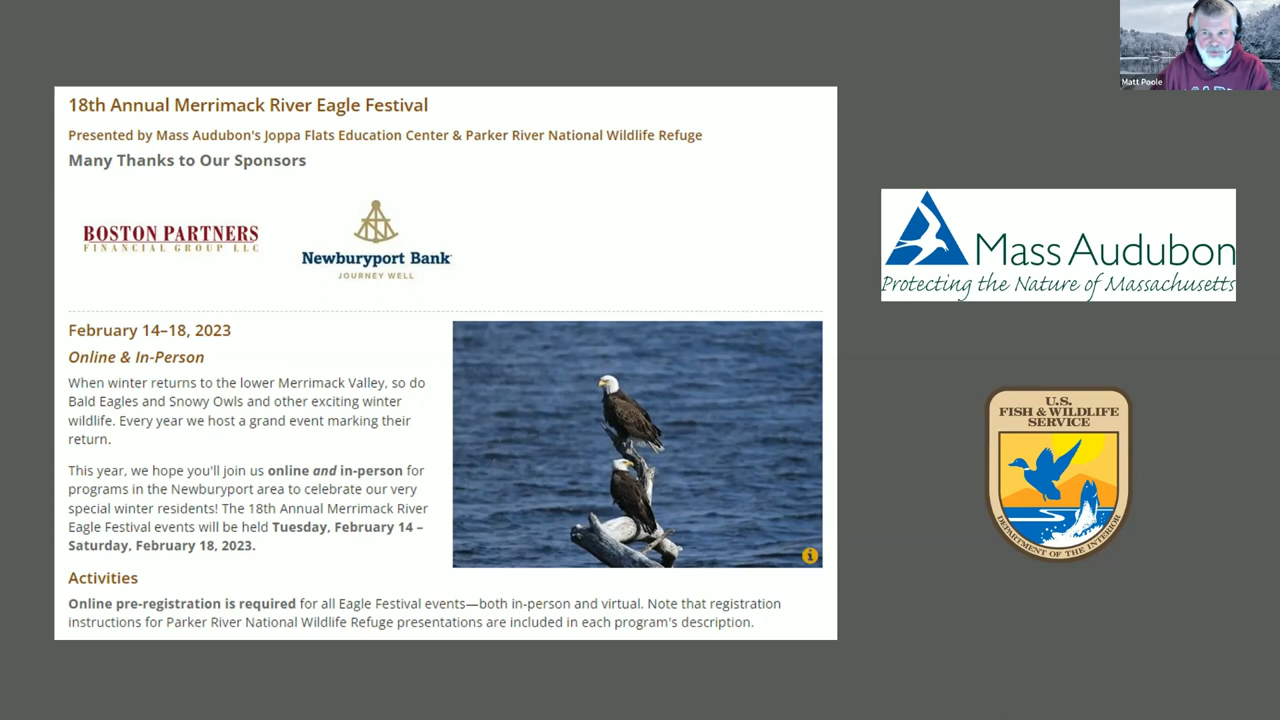 Matt Poole
18th Annual Merrimack River Eagle Festival
Presented by Mass Audubon's Joppa Flats Education Center & Parker River National Wildlife Refuge
Many Thanks to Our Sponsors
BOSTON PARTNERS
FINANCIAL GROUP LLC
Newburyport Bank
JOURNEY WELL
February 14–18, 2023
Online & In-Person
When winter returns to the lower Merrimack Valley, so do
Bald Eagles and Snowy Owls and other exciting winter
wildlife. Every year we host a grand event marking their
return.
This year, we hope you'll join us online and in-person for
programs in the Newburyport area to celebrate our very
special winter residents! The 18th Annual Merrimack River
Eagle Festival events will be held Tuesday, February 14 –
Saturday, February 18, 2023.
Activities
Online pre-registration is required for all Eagle Festival events—both in-person and virtual. Note that registration
instructions for Parker River National Wildlife Refuge presentations are included in each program's description.
Mass Audubon
Protecting the Nature of Massachusetts
U.S.
FISH & WILDLIFE
SERVICE
DEPARTMENT OF THE INTERIOR